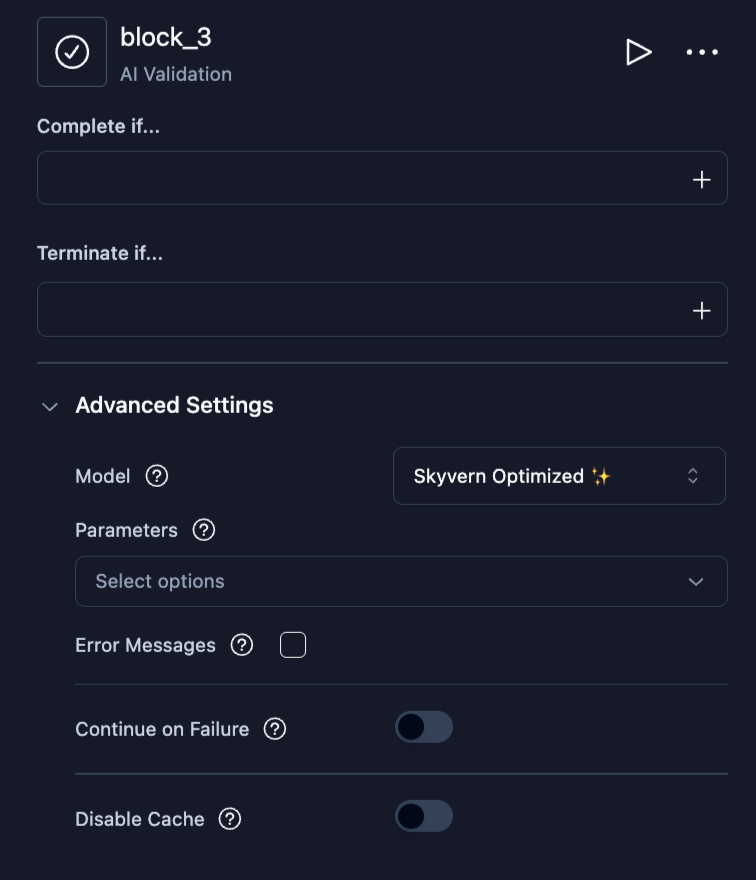 block_3
AI Validation
Complete if...
Terminate if...
Advanced Settings
Model
Skyvern Optimized ✨
Parameters
Select options
Error Messages
Continue on Failure
Disable Cache